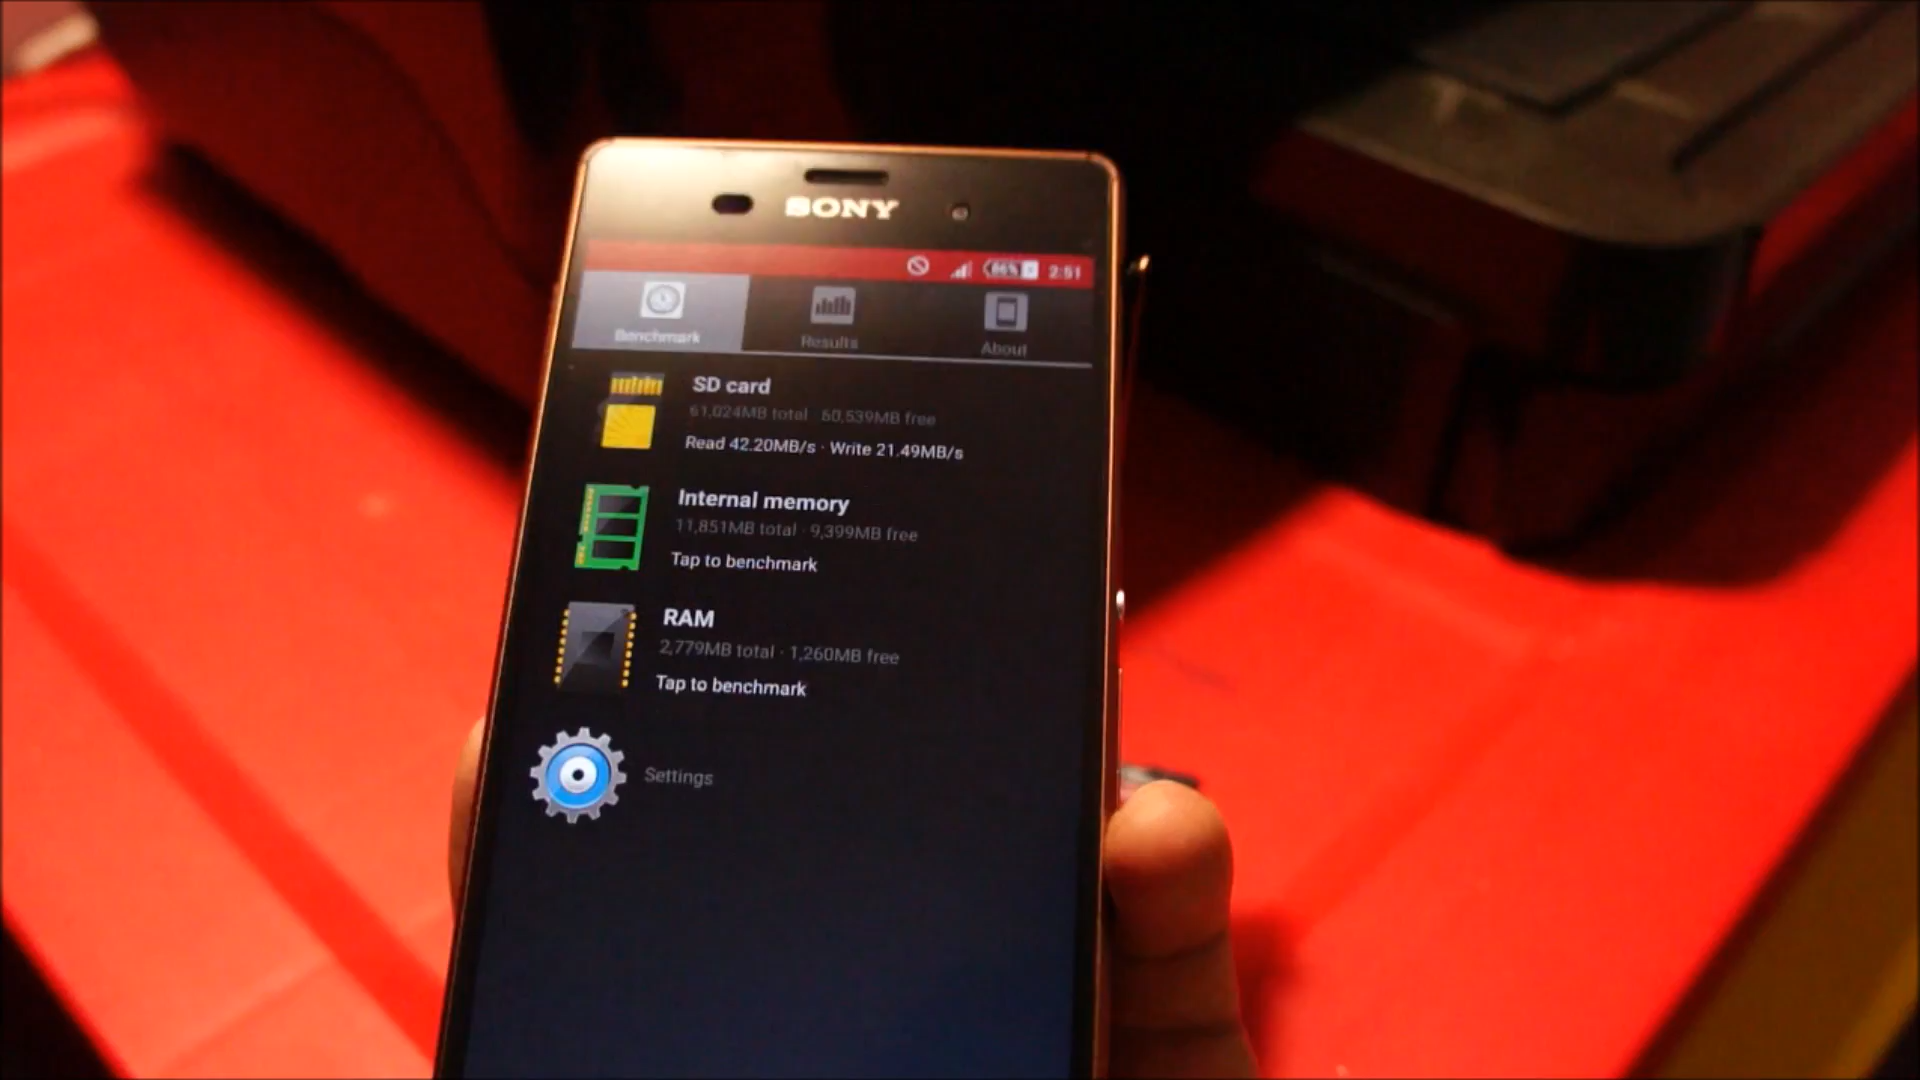 SONY
86% 2:51
Benchmark Results About
SD card
61,024MB total · 60,539MB free
Read 42.20MB/s · Write 21.49MB/s
Internal memory
11,851MB total · 9,399MB free
Tap to benchmark
RAM
2,779MB total · 1,260MB free
Tap to benchmark
Settings